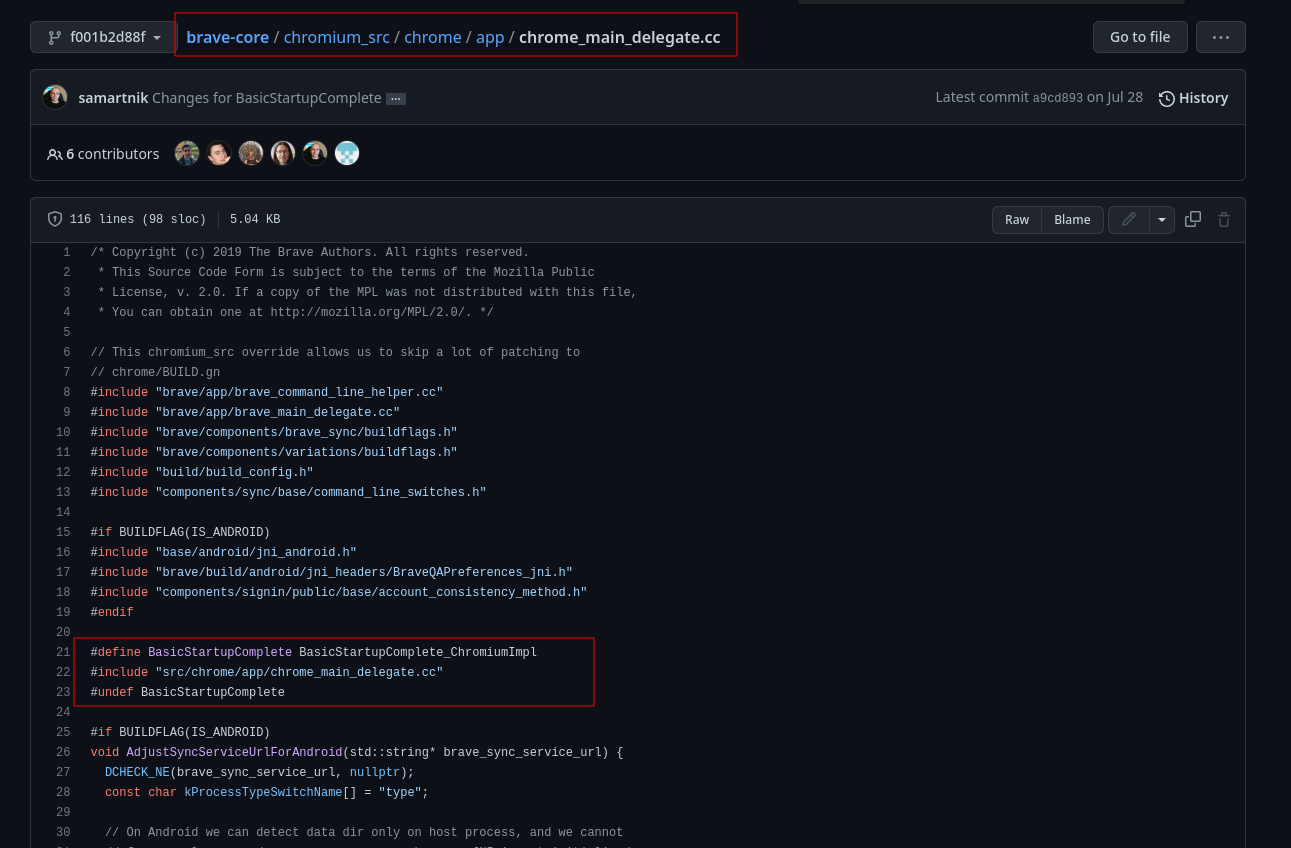 f001b2d88f brave-core / chromium_src / chrome / app / chrome_main_delegate.cc Go to file ...
samartnik Changes for BasicStartupComplete ... Latest commit a9cd893 on Jul 28 History
6 contributors
116 lines (98 sloc) 5.04 KB Raw Blame
1 /* Copyright (c) 2019 The Brave Authors. All rights reserved.
2 * This Source Code Form is subject to the terms of the Mozilla Public
3 * License, v. 2.0. If a copy of the MPL was not distributed with this file,
4 * You can obtain one at http://mozilla.org/MPL/2.0/. */
5
6 // This chromium_src override allows us to skip a lot of patching to
7 // chrome/BUILD.gn
8 #include "brave/app/brave_command_line_helper.cc"
9 #include "brave/app/brave_main_delegate.cc"
10 #include "brave/components/brave_sync/buildflags.h"
11 #include "brave/components/variations/buildflags.h"
12 #include "build/build_config.h"
13 #include "components/sync/base/command_line_switches.h"
14
15 #if BUILDFLAG(IS_ANDROID)
16 #include "base/android/jni_android.h"
17 #include "brave/build/android/jni_headers/BraveQAPreferences_jni.h"
18 #include "components/signin/public/base/account_consistency_method.h"
19 #endif
20
21 #define BasicStartupComplete BasicStartupComplete_ChromiumImpl
22 #include "src/chrome/app/chrome_main_delegate.cc"
23 #undef BasicStartupComplete
24
25 #if BUILDFLAG(IS_ANDROID)
26 void AdjustSyncServiceUrlForAndroid(std::string* brave_sync_service_url) {
27 DCHECK_NE(brave_sync_service_url, nullptr);
28 const char kProcessTypeSwitchName[] = "type";
29
30 // On Android we can detect data dir only on host process, and we cannot